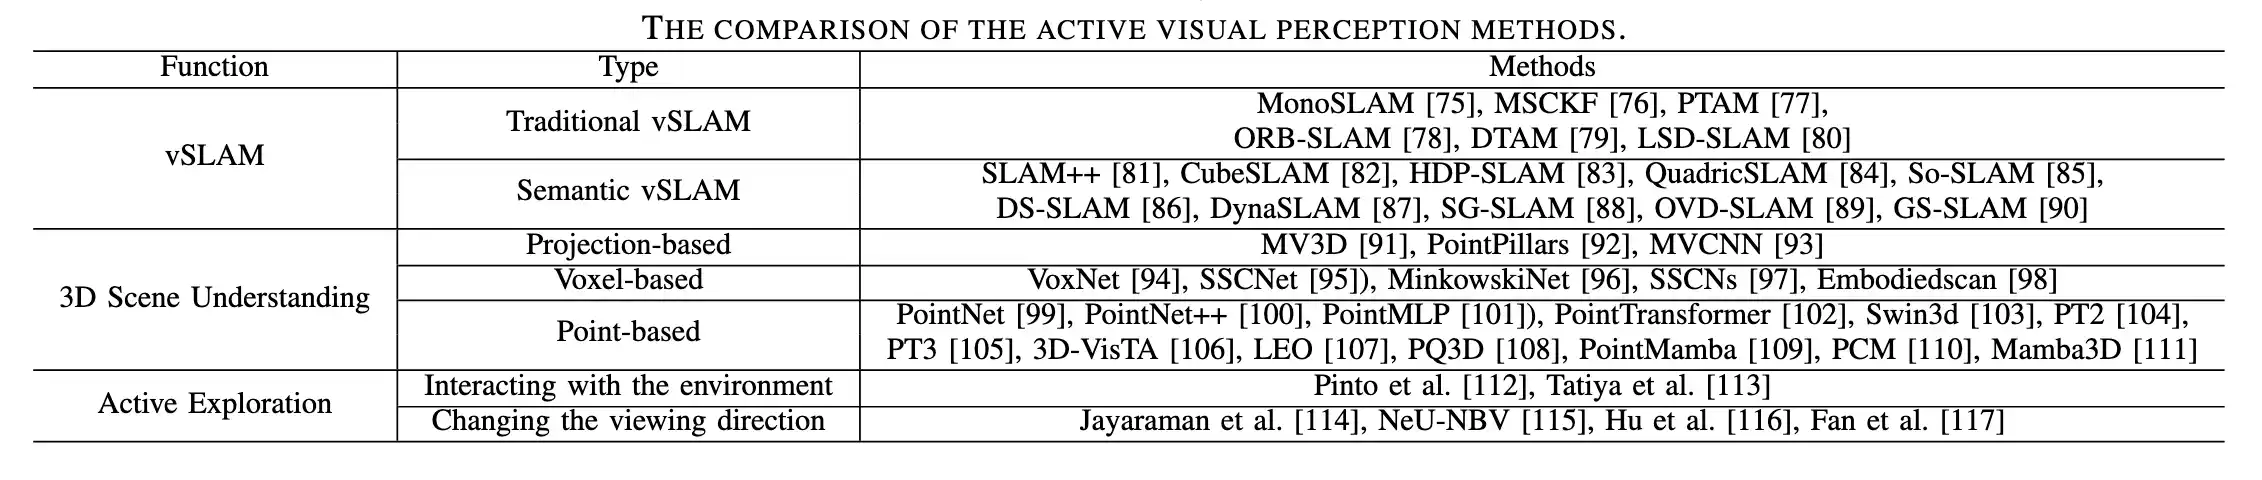 THE COMPARISON OF THE ACTIVE VISUAL PERCEPTION METHODS.
Function Type Methods
vSLAM
Traditional vSLAM
MonoSLAM [75], MSCKF [76], PTAM [77],
ORB-SLAM [78], DTAM [79], LSD-SLAM [80]
Semantic vSLAM
SLAM++ [81], CubeSLAM [82], HDP-SLAM [83], QuadricSLAM [84], So-SLAM [85],
DS-SLAM [86], DynaSLAM [87], SG-SLAM [88], OVD-SLAM [89], GS-SLAM [90]
3D Scene Understanding
Projection-based MV3D [91], PointPillars [92], MVCNN [93]
Voxel-based VoxNet [94], SSCNet [95]), MinkowskiNet [96], SSCNs [97], Embodiedscan [98]
Point-based
PointNet [99], PointNet++ [100], PointMLP [101]), PointTransformer [102], Swin3d [103], PT2 [104],
PT3 [105], 3D-VisTA [106], LEO [107], PQ3D [108], PointMamba [109], PCM [110], Mamba3D [111]
Active Exploration
Interacting with the environment Pinto et al. [112], Tatiya et al. [113]
Changing the viewing direction Jayaraman et al. [114], NeU-NBV [115], Hu et al. [116], Fan et al. [117]